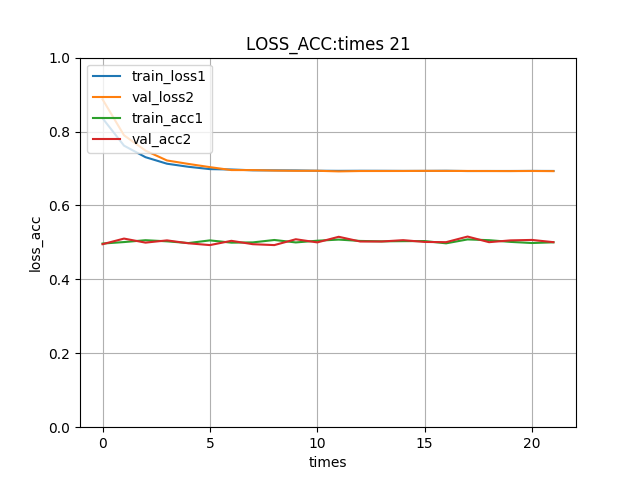 LOSS_ACC:times 21
1.0
0.8
0.6
0.4
0.2
0.0
loss_acc
train_loss1
val_loss2
train_acc1
val_acc2
0 5 10 15 20
times